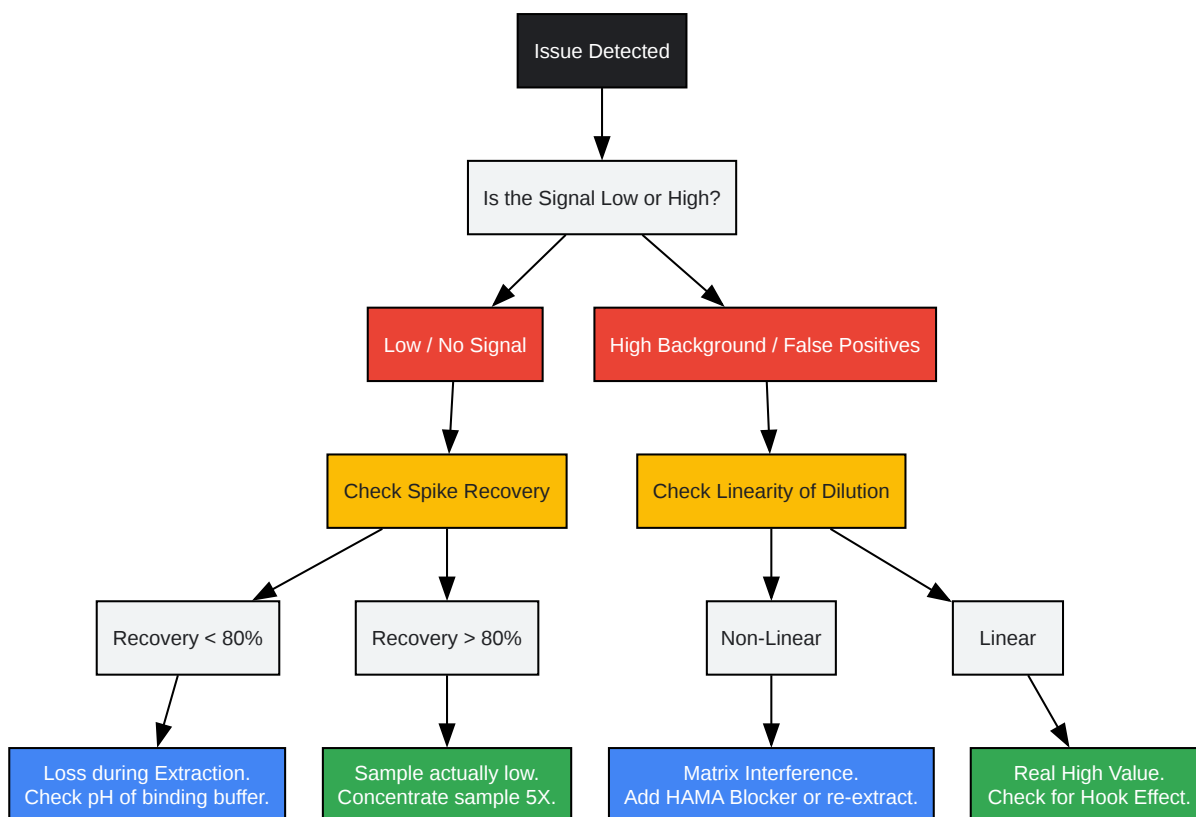 Issue Detected
Is the Signal Low or High?
Low / No Signal
High Background / False Positives
Check Spike Recovery
Check Linearity of Dilution
Recovery < 80%
Recovery > 80%
Non-Linear
Linear
Loss during Extraction.
Check pH of binding buffer.
Sample actually low.
Concentrate sample 5X.
Matrix Interference.
Add HAMA Blocker or re-extract.
Real High Value.
Check for Hook Effect.